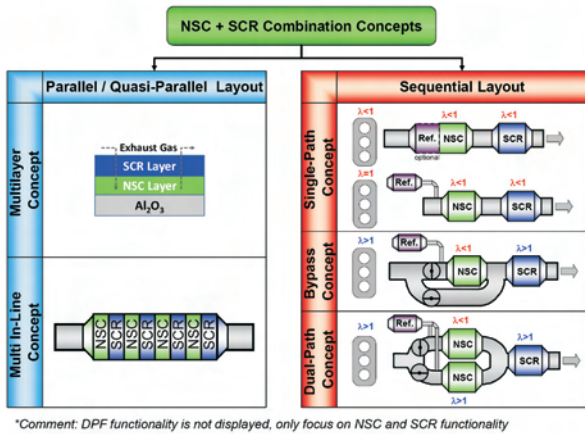 NSC + SCR Combination Concepts
Parallel / Quasi-Parallel Layout
Multilayer
Concept
Exhaust Gas
SCR Layer
NSC Layer
Al₂O₃
Multi In-Line
Concept
NSC
SCR
NSC
SCR
NSC
SCR
NSC
SCR
Sequential Layout
Single-Path
Concept
λ<1
λ<1
λ<1
Ref.
NSC
SCR
optional
λ=1
Ref.
λ<1
λ<1
NSC
SCR
Bypass
Concept
λ>1
Ref.
λ<1
λ>1
NSC
SCR
Dual-Path
Concept
λ>1
Ref.
λ<1
NSC
λ>1
SCR
NSC
λ>1
*Comment: DPF functionality is not displayed, only focus on NSC and SCR functionality